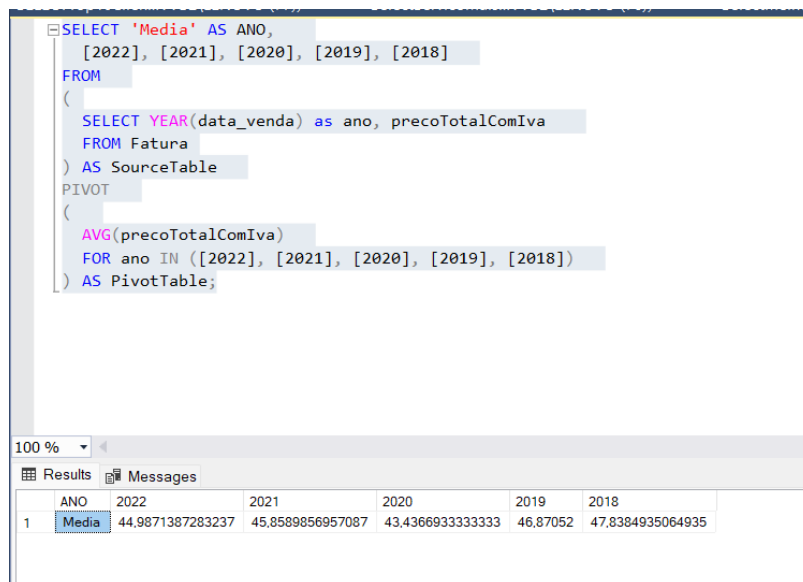 SELECT 'Media' AS ANO,
[2022], [2021], [2020], [2019], [2018]
FROM
(
SELECT YEAR(data_venda) as ano, precoTotalComIva
FROM Fatura
) AS SourceTable
PIVOT
(
AVG(precoTotalComIva)
FOR ano IN ([2022], [2021], [2020], [2019], [2018])
) AS PivotTable;
100 %
Results Messages
ANO 2022 2021 2020 2019 2018
1 Media 44,9871387283237 45,8589856957087 43,4366933333333 46,87052 47,8384935064935